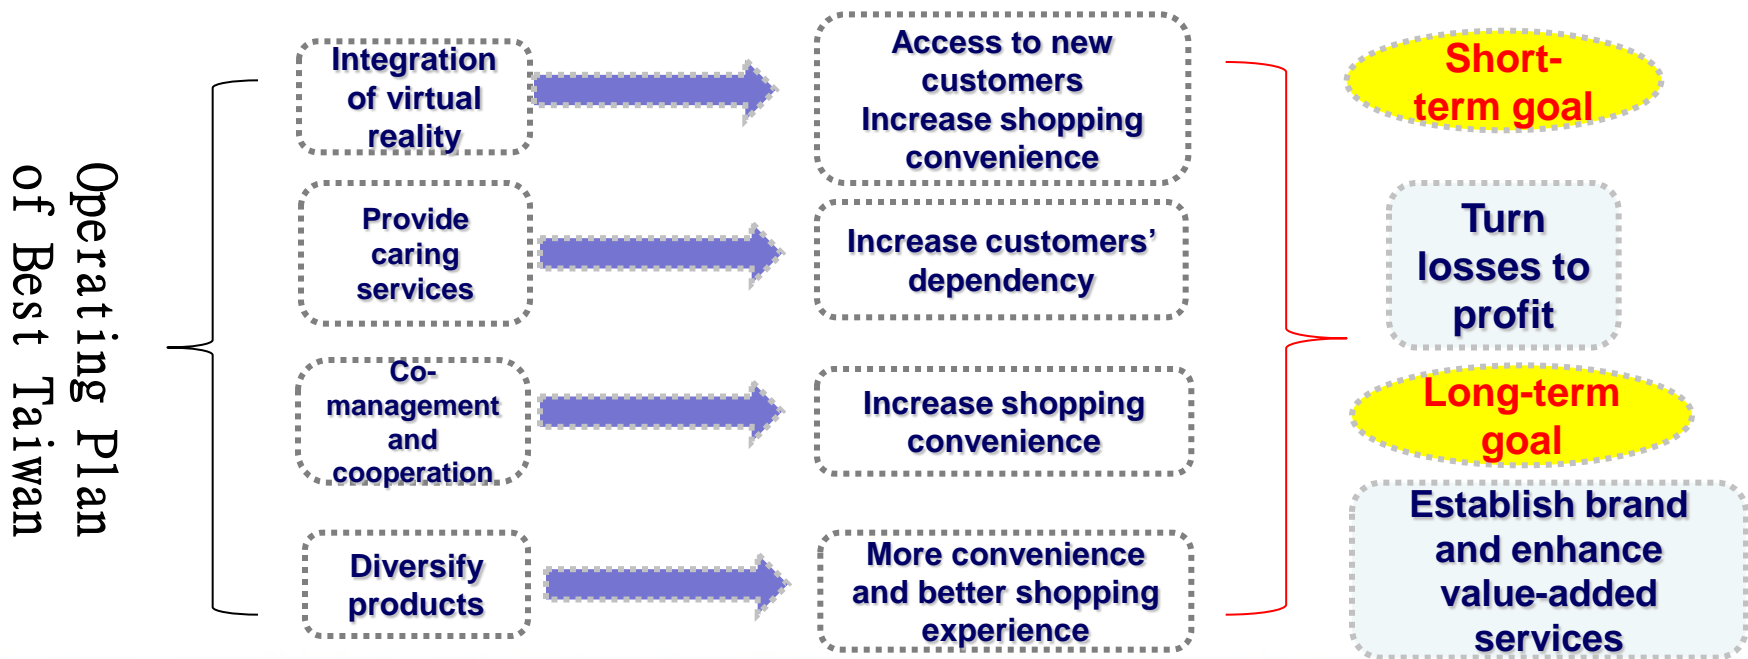 Operating Plan
of Best Taiwan
Integration
of virtual
reality
Access to new
customers
Increase shopping
convenience
Provide
caring
services
Increase customers’
dependency
Co-
management
and
cooperation
Increase shopping
convenience
Diversify
products
More convenience
and better shopping
experience
Short-
term goal
Turn
losses to
profit
Long-term
goal
Establish brand
and enhance
value-added
services